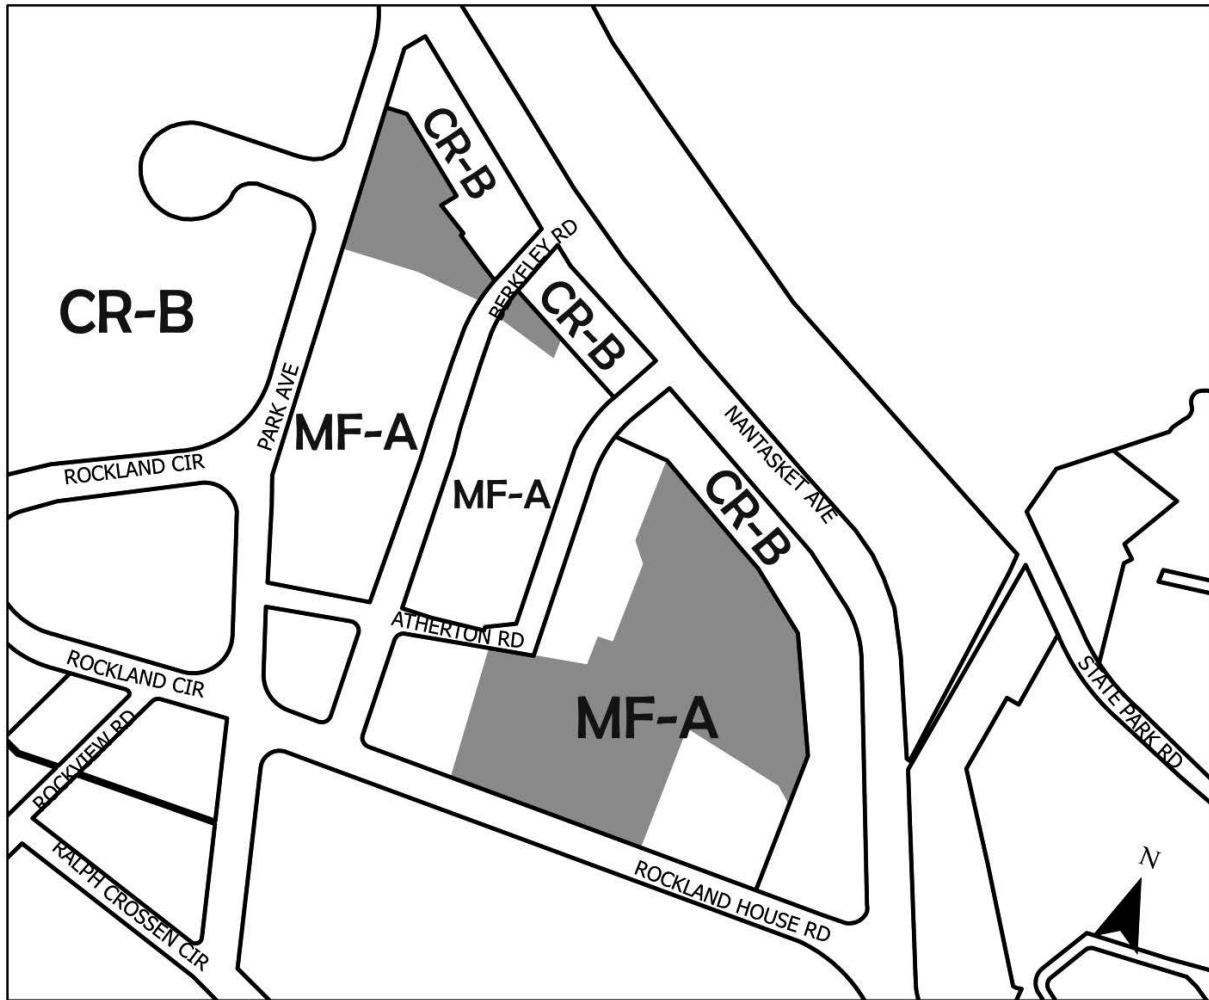 CR-B
BERKELEY RD
CR-B
CR-B
PARK AVE
MF-A
NANTASKET AVE
ROCKLAND CIR
MF-A
CR-B
ATHERTON RD
ROCKLAND CIR
STATE PARK RD
MF-A
ROCKVIEW RD
RALPH CROSSEN CIR
ROCKLAND HOUSE RD
N